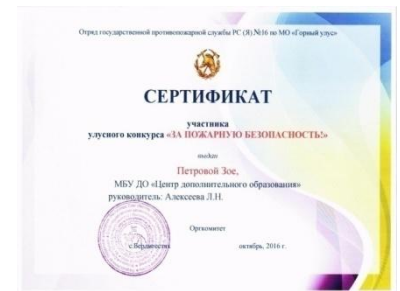 Отряд государственной противопожарной службы РС (Я) №16 по МО «Горный улус»
СЕРТИФИКАТ
участника
улусного конкурса «ЗА ПОЖАРНУЮ БЕЗОПАСНОСТЬ!»
Петровой Зое,
МБУ ДО «Центр дополнительного образования»
руководитель: Алексеева Л.Н.
Оргкомитет
с.Бердигестях октябрь, 2016 г.